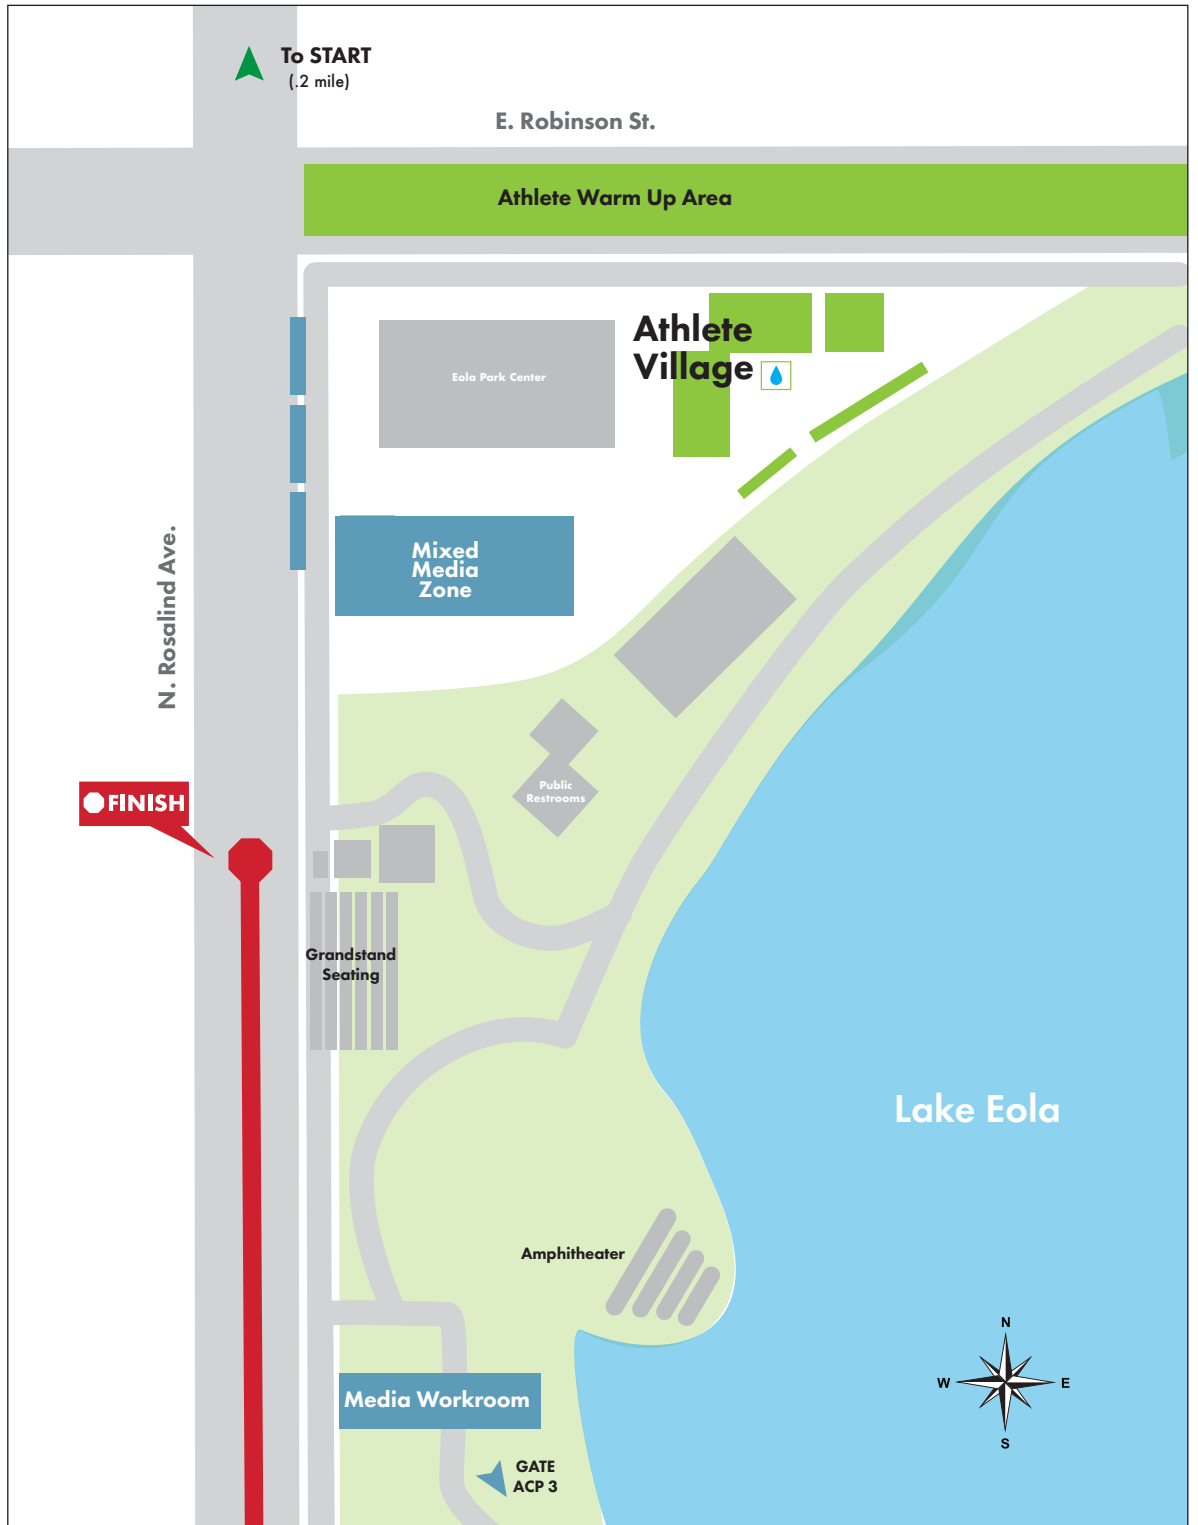 To START
(.2 mile)
E. Robinson St.
Athlete Warm Up Area
Athlete
Village
Eola Park Center
Mixed
Media
Zone
N. Rosalind Ave.
Public
Restrooms
FINISH
Grandstand
Seating
Lake Eola
Amphitheater
N
W
E
S
Media Workroom
GATE
ACP 3